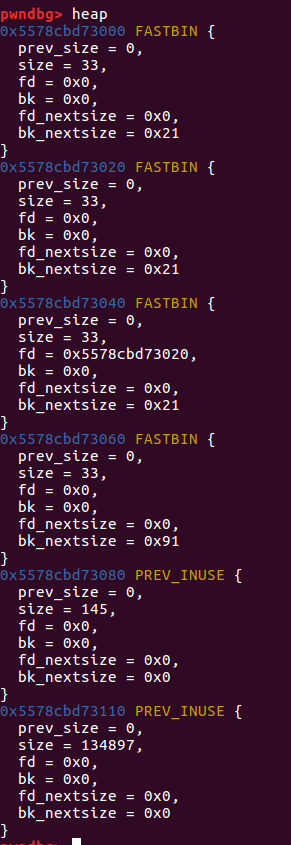 pwndbg> heap
0x5578cbd73000 FASTBIN {
  prev_size = 0,
  size = 33,
  fd = 0x0,
  bk = 0x0,
  fd_nextsize = 0x0,
  bk_nextsize = 0x21
}
0x5578cbd73020 FASTBIN {
  prev_size = 0,
  size = 33,
  fd = 0x0,
  bk = 0x0,
  fd_nextsize = 0x0,
  bk_nextsize = 0x21
}
0x5578cbd73040 FASTBIN {
  prev_size = 0,
  size = 33,
  fd = 0x5578cbd73020,
  bk = 0x0,
  fd_nextsize = 0x0,
  bk_nextsize = 0x21
}
0x5578cbd73060 FASTBIN {
  prev_size = 0,
  size = 33,
  fd = 0x0,
  bk = 0x0,
  fd_nextsize = 0x0,
  bk_nextsize = 0x91
}
0x5578cbd73080 PREV_INUSE {
  prev_size = 0,
  size = 145,
  fd = 0x0,
  bk = 0x0,
  fd_nextsize = 0x0,
  bk_nextsize = 0x0
}
0x5578cbd73110 PREV_INUSE {
  prev_size = 0,
  size = 134897,
  fd = 0x0,
  bk = 0x0,
  fd_nextsize = 0x0,
  bk_nextsize = 0x0
}